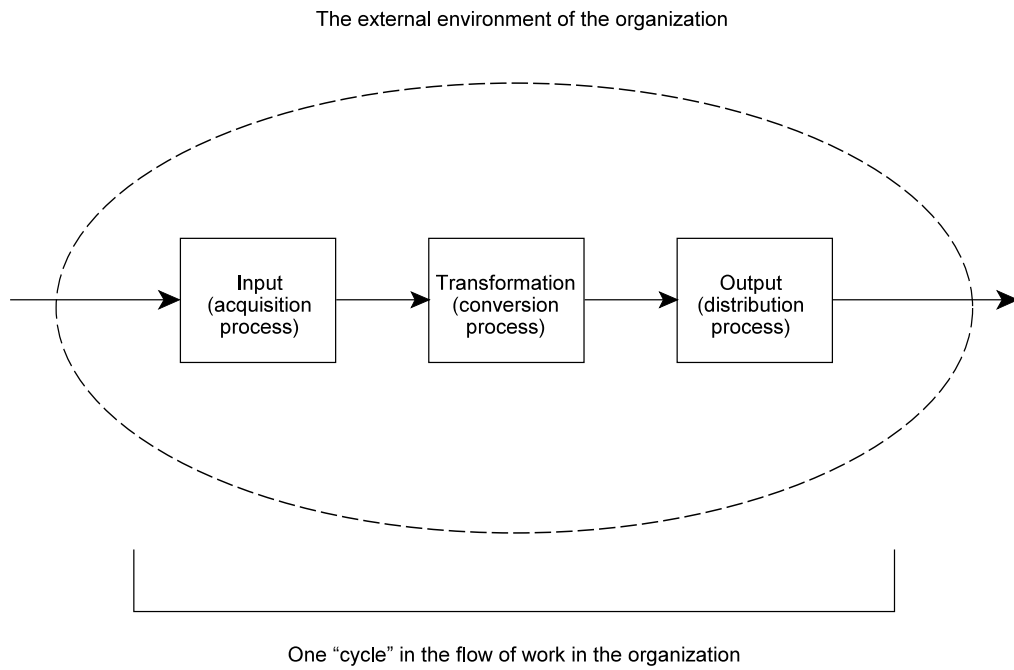 The external environment of the organization
Input
(acquisition
process)
Transformation
(conversion
process)
Output
(distribution
process)
One “cycle” in the flow of work in the organization